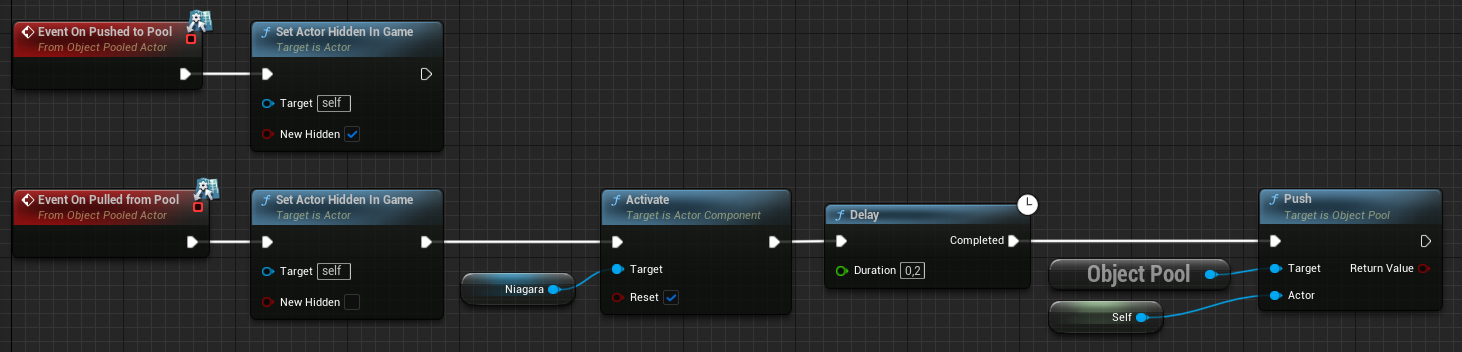 Event On Pushed to Pool
From Object Pooled Actor
Set Actor Hidden In Game
Target is Actor
Target self
New Hidden
Event On Pulled from Pool
From Object Pooled Actor
Set Actor Hidden In Game
Target is Actor
Target self
New Hidden
Niagara
Activate
Target is Actor Component
Target
Reset
Delay
Completed
Duration 0,2
Object Pool
Self
Push
Target is Object Pool
Target Return Value
Actor